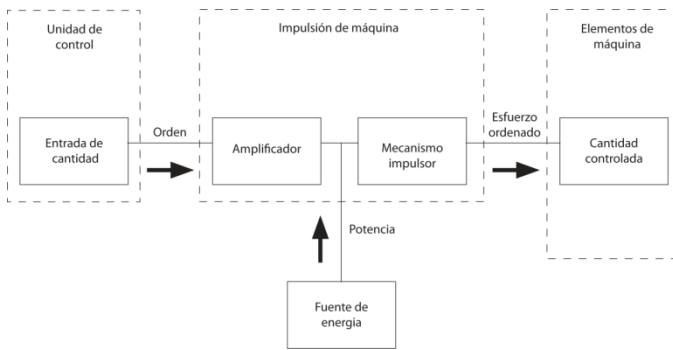 Unidad de
control
Impulsión de máquina
Elementos de
máquina
Entrada de
cantidad
Orden
Amplificador
Mecanismo
impulsor
Esfuerzo
ordenado
Cantidad
controlada
Potencia
Fuente de
energia